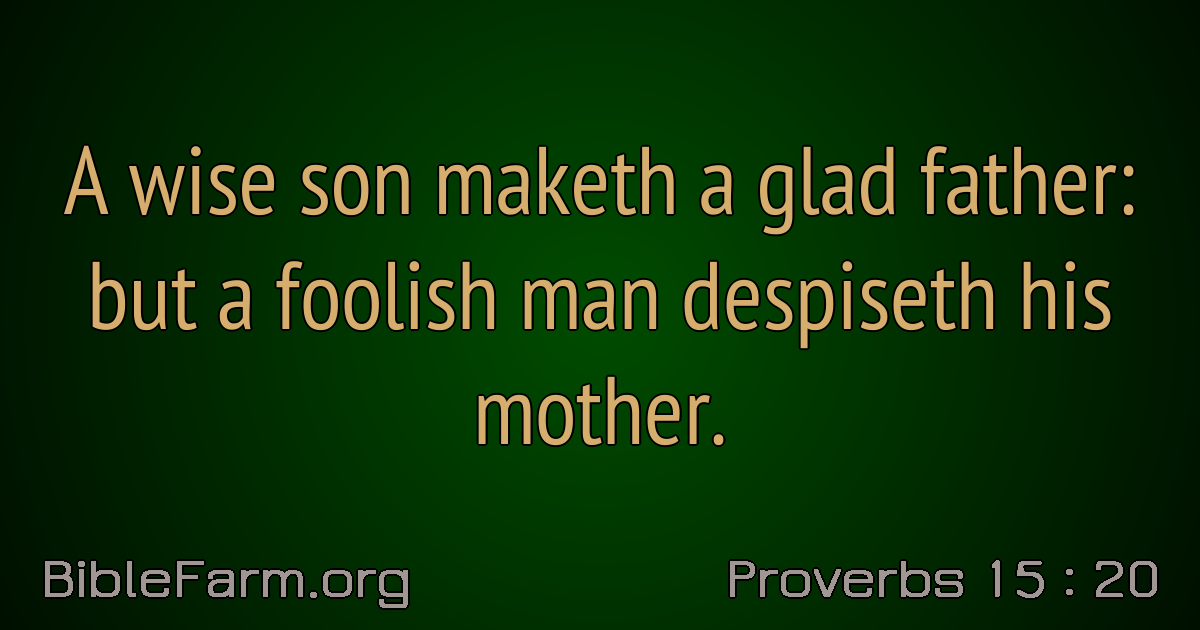 A wise son maketh a glad father:
but a foolish man despiseth his
mother.
BibleFarm.org
Proverbs 15 : 20